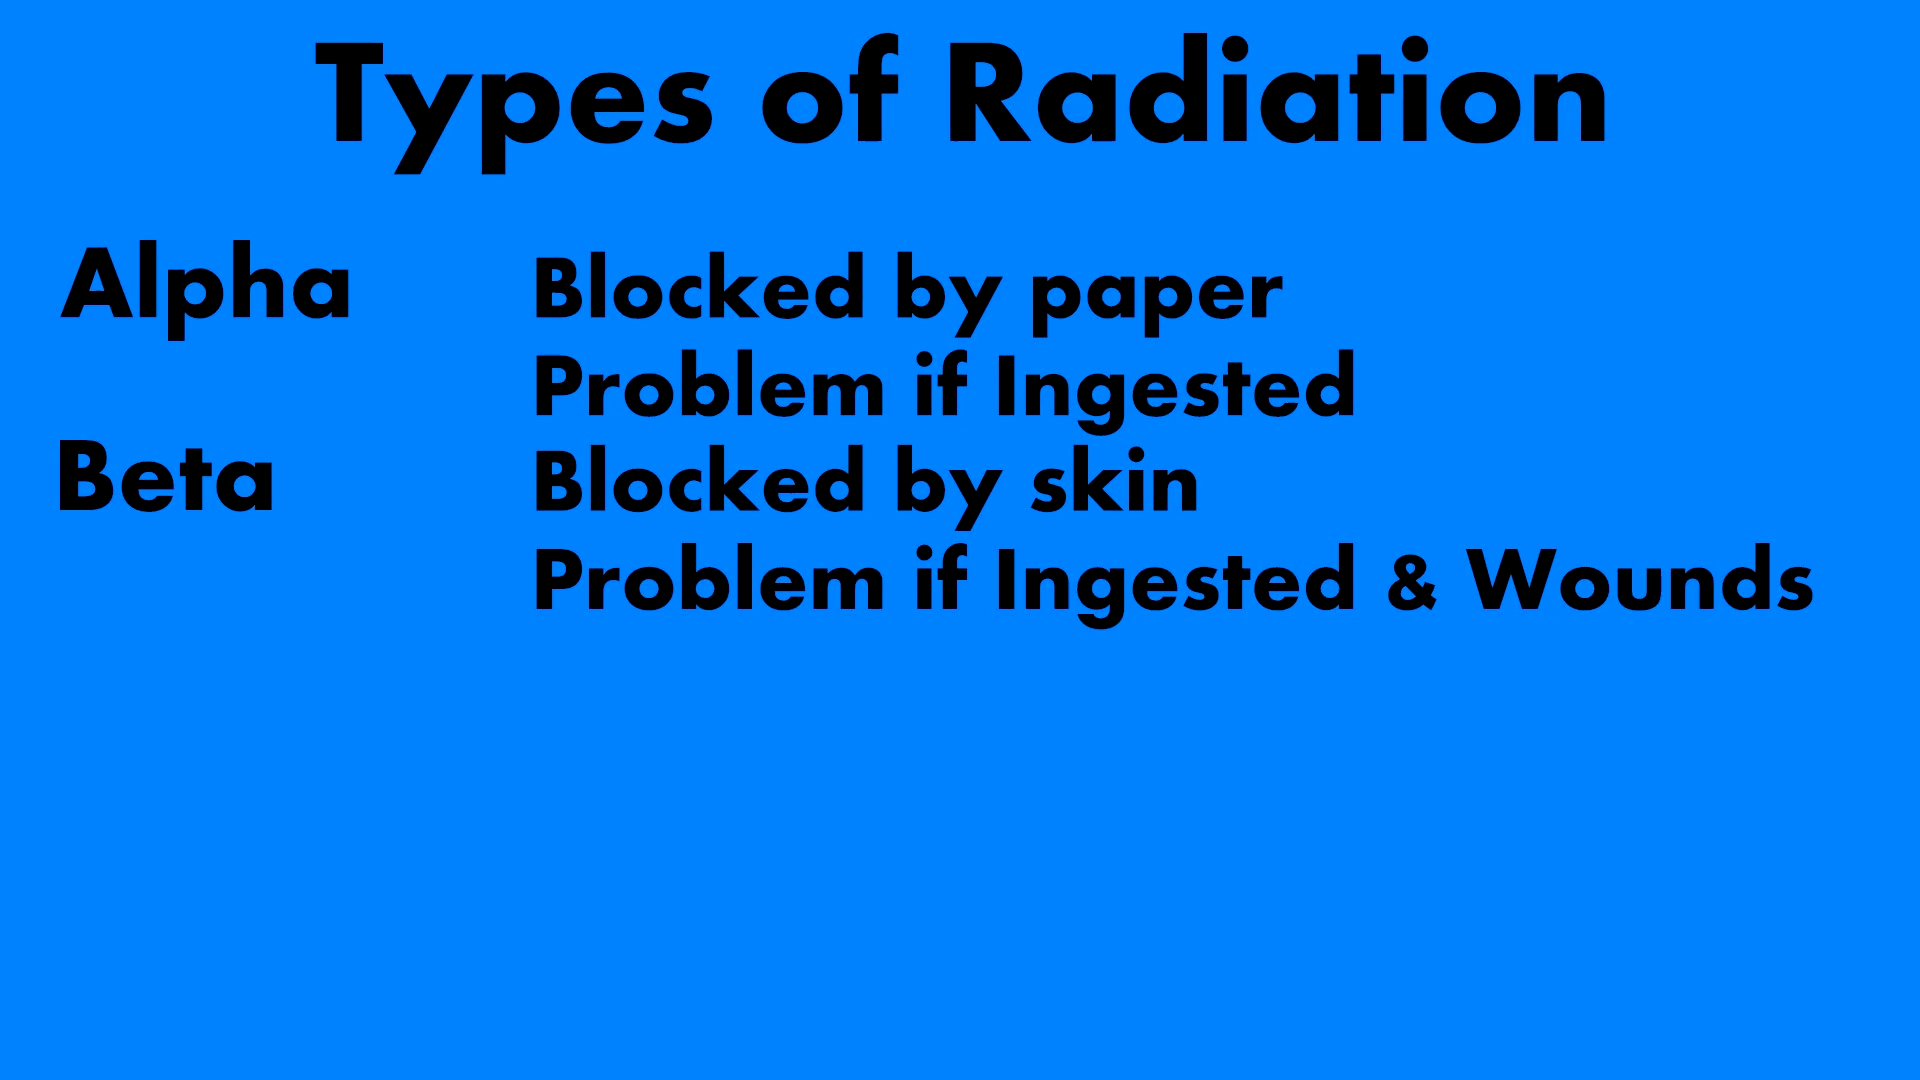 Types of Radiation
Alpha Blocked by paper
Problem if Ingested
Beta Blocked by skin
Problem if Ingested & Wounds